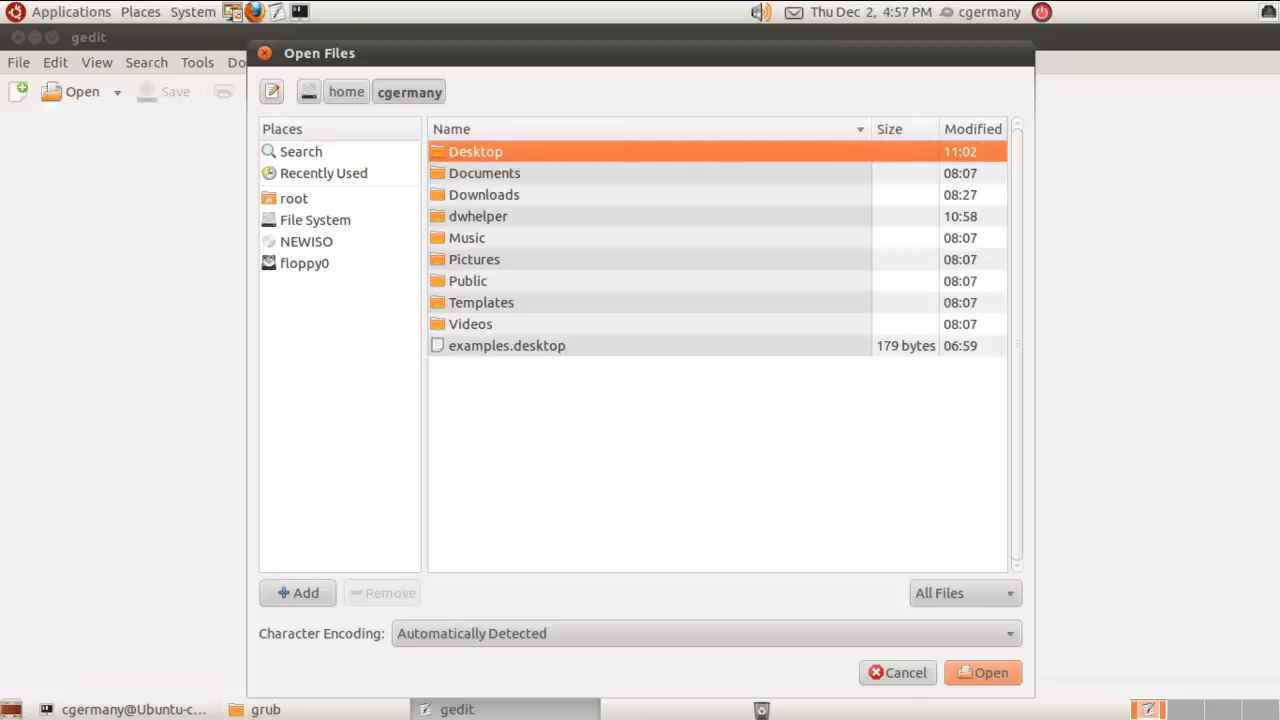 Applications Places System Thu Dec 2, 4:57 PM cgermany
gedit
Open Files
File Edit View Search Tools Do
Open Save
home cgermany
Places Name Size Modified
Search Desktop 11:02
Recently Used Documents 08:07
root Downloads 08:27
File System dwhelper 10:58
NEWISO Music 08:07
floppy0 Pictures 08:07
Public 08:07
Templates 08:07
Videos 08:07
examples.desktop 179 bytes 06:59
Add Remove All Files
Character Encoding: Automatically Detected
Cancel Open
cgermany@Ubuntu-c... grub gedit